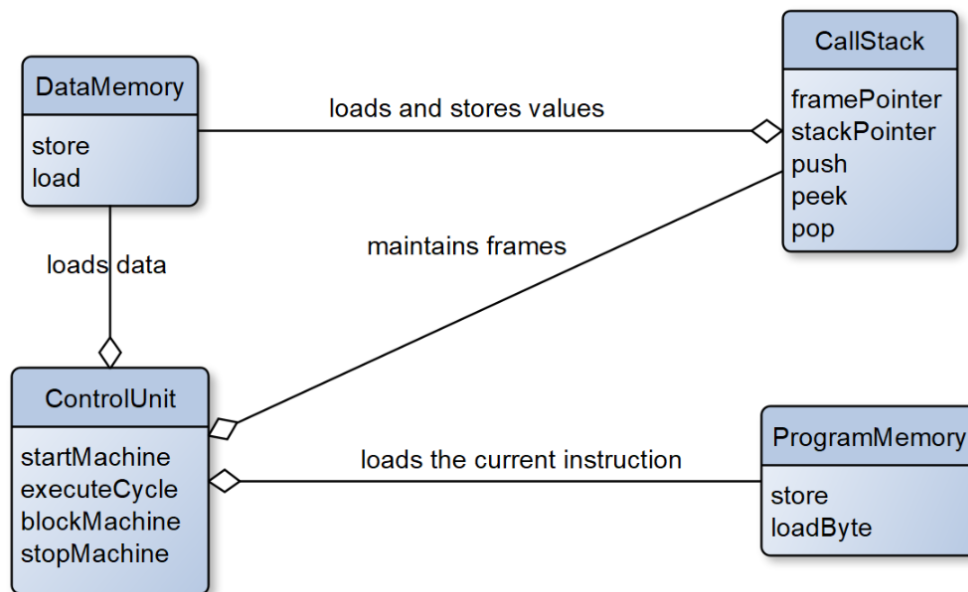 CallStack
framePointer
stackPointer
push
peek
pop
DataMemory
store
load
loads and stores values
maintains frames
loads data
ControlUnit
startMachine
executeCycle
blockMachine
stopMachine
loads the current instruction
ProgramMemory
store
loadByte